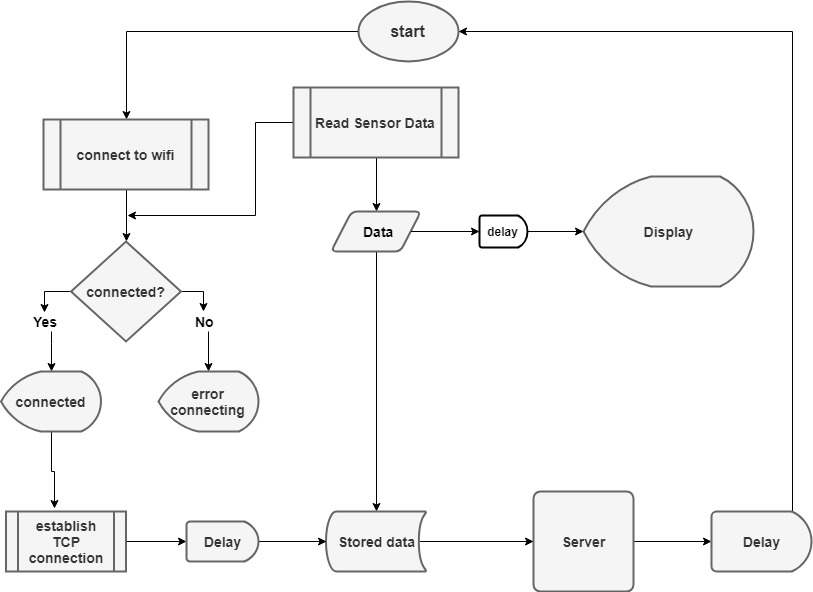 start
Read Sensor Data
connect to wifi
Data
delay
Display
connected?
Yes
No
connected
error
connecting
establish
TCP
connection
Delay
Stored data
Server
Delay